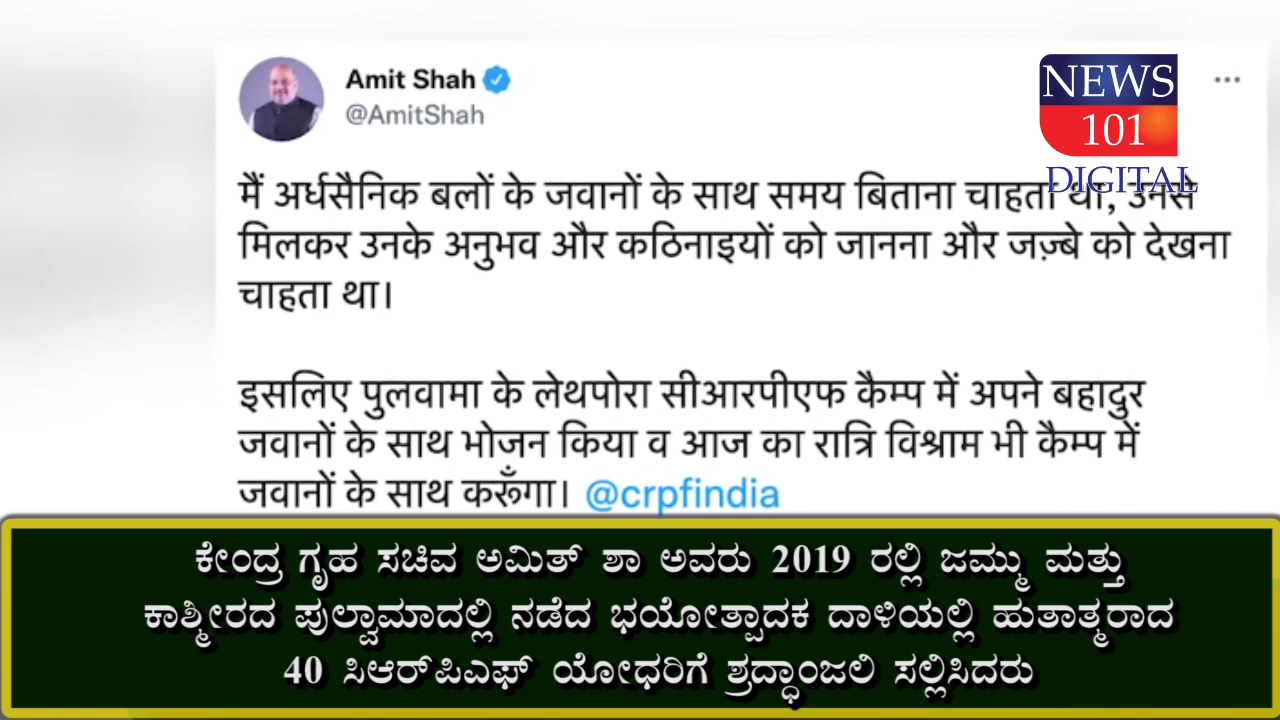 Amit Shah
@AmitShah
NEWS
101
DIGITAL
मैं अर्धसैनिक बलों के जवानों के साथ समय बिताना चाहता था, उनसे
मिलकर उनके अनुभव और कठिनाइयों को जानना और जज़्बे को देखना
चाहता था।
इसलिए पुलवामा के लेथपोरा सीआरपीएफ कैम्प में अपने बहादुर
जवानों के साथ भोजन किया व आज का रात्रि विश्राम भी कैम्प में
जवानों के साथ करूँगा। @crpfindia
ಕೇಂದ್ರ ಗೃಹ ಸಚಿವ ಅಮಿತ್ ಶಾ ಅವರು 2019 ರಲ್ಲಿ ಜಮ್ಮು ಮತ್ತು
ಕಾಶ್ಮೀರದ ಪುಲ್ವಾಮಾದಲ್ಲಿ ನಡೆದ ಭಯೋತ್ಪಾದಕ ದಾಳಿಯಲ್ಲಿ ಹುತಾತ್ಮರಾದ
40 ಸಿಆರ್‌ಪಿಎಫ್ ಯೋಧರಿಗೆ ಶ್ರದ್ಧಾಂಜಲಿ ಸಲ್ಲಿಸಿದರು